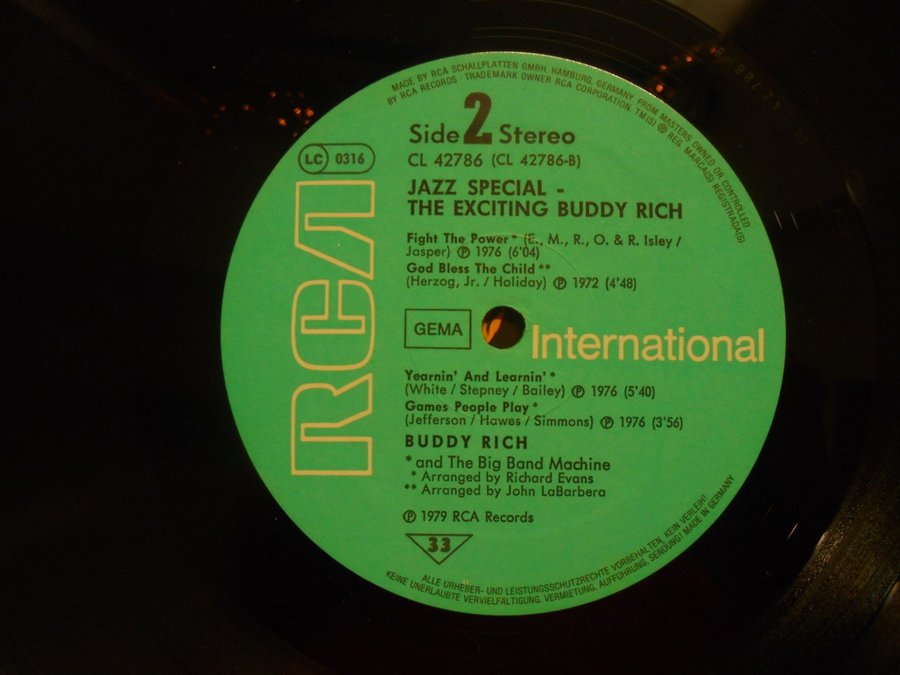 MADE BY RCA SCHALLPLATTEN GMBH, HAMBURG, GERMANY, FROM MASTERS OWNED OR CONTROLLED
BY RCA RECORDS TRADEMARK OWNER RCA CORPORATION. TM(S) ® REG. MARCA(S) REGISTRADA(S)
Side 2 Stereo
CL 42786 (CL 42786-B)
LC 0316
JAZZ SPECIAL -
THE EXCITING BUDDY RICH
Fight The Power* (E., M., R., O. & R. Isley /
Jasper) ℗ 1976 (6'04)
God Bless The Child**
(Herzog, Jr. / Holiday) ℗ 1972 (4'48)
RCA
GEMA
International
Yearnin' And Learnin'*
(White / Stepney / Bailey) ℗ 1976 (5'40)
Games People Play*
(Jefferson / Hawes / Simmons) ℗ 1976 (3'56)
BUDDY RICH
* and The Big Band Machine
* Arranged by Richard Evans
** Arranged by John LaBarbera
℗ 1979 RCA Records
33
ALLE URHEBER- UND LEISTUNGSSCHUTZRECHTE VORBEHALTEN, KEIN VERLEIH!
KEINE UNERLAUBTE VERVIELFÄLTIGUNG, VERMIETUNG, AUFFÜHRUNG, SENDUNG! MADE IN GERMANY